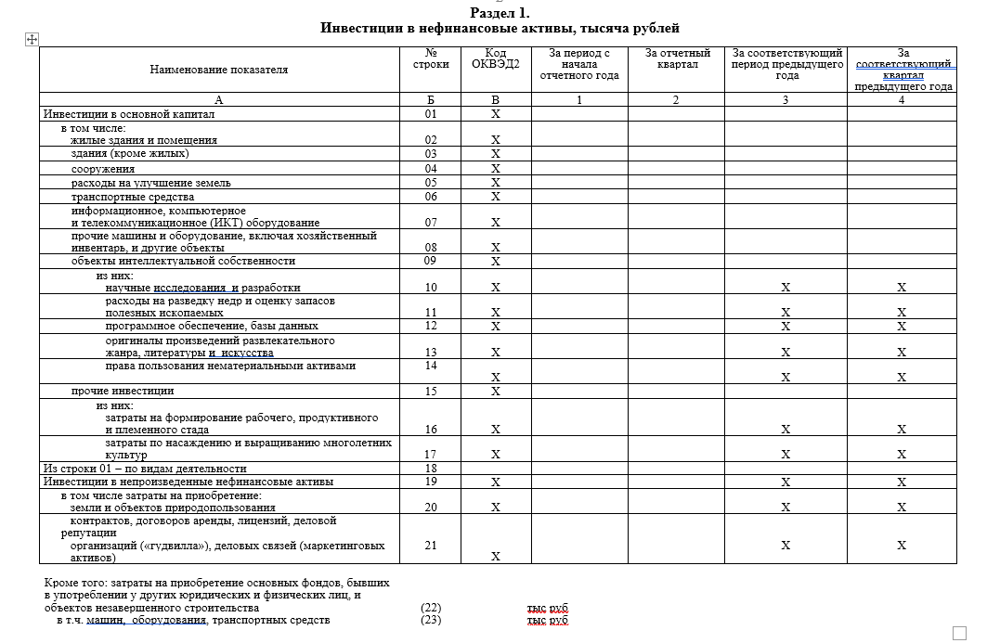 Раздел 1.
Инвестиции в нефинансовые активы, тысяча рублей
Наименование показателя № строки Код ОКВЭД2 За период с начала отчетного года За отчетный квартал За соответствующий период предыдущего года За соответствующий квартал предыдущего года
А Б В 1 2 3 4
Инвестиции в основной капитал 01 Х
в том числе:
жилые здания и помещения 02 Х
здания (кроме жилых) 03 Х
сооружения 04 Х
расходы на улучшение земель 05 Х
транспортные средства 06 Х
информационное, компьютерное
и телекоммуникационное (ИКТ) оборудование 07 Х
прочие машины и оборудование, включая хозяйственный
инвентарь, и другие объекты 08 Х
объекты интеллектуальной собственности 09 Х
из них:
научные исследования и разработки 10 Х Х Х
расходы на разведку недр и оценку запасов
полезных ископаемых 11 Х Х Х
программное обеспечение, базы данных 12 Х Х Х
оригиналы произведений развлекательного
жанра, литературы и искусства 13 Х Х Х
права пользования нематериальными активами 14
Х Х Х
прочие инвестиции 15 Х
из них:
затраты на формирование рабочего, продуктивного
и племенного стада 16 Х Х Х
затраты по насаждению и выращиванию многолетних
культур 17 Х Х Х
Из строки 01 – по видам деятельности 18
Инвестиции в непроизведенные нефинансовые активы 19 Х Х Х
в том числе затраты на приобретение:
земли и объектов природопользования 20 Х Х Х
контрактов, договоров аренды, лицензий, деловой
репутации
организаций («гудвилла»), деловых связей (маркетинговых 21 Х Х
активов) Х
Кроме того: затраты на приобретение основных фондов, бывших
в употреблении у других юридических и физических лиц, и
объектов незавершенного строительства (22) тыс руб
в т.ч. машин, оборудования, транспортных средств (23) тыс руб